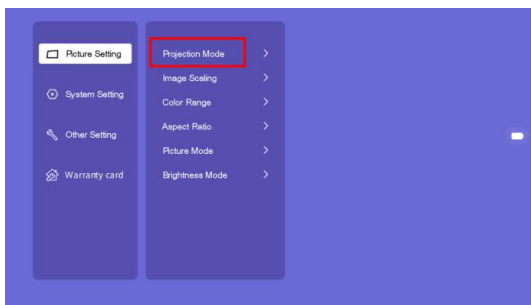 Picture Setting
System Setting
Other Setting
Warranty card
Projection Mode
Image Scaling
Color Range
Aspect Ratio
Picture Mode
Brightness Mode